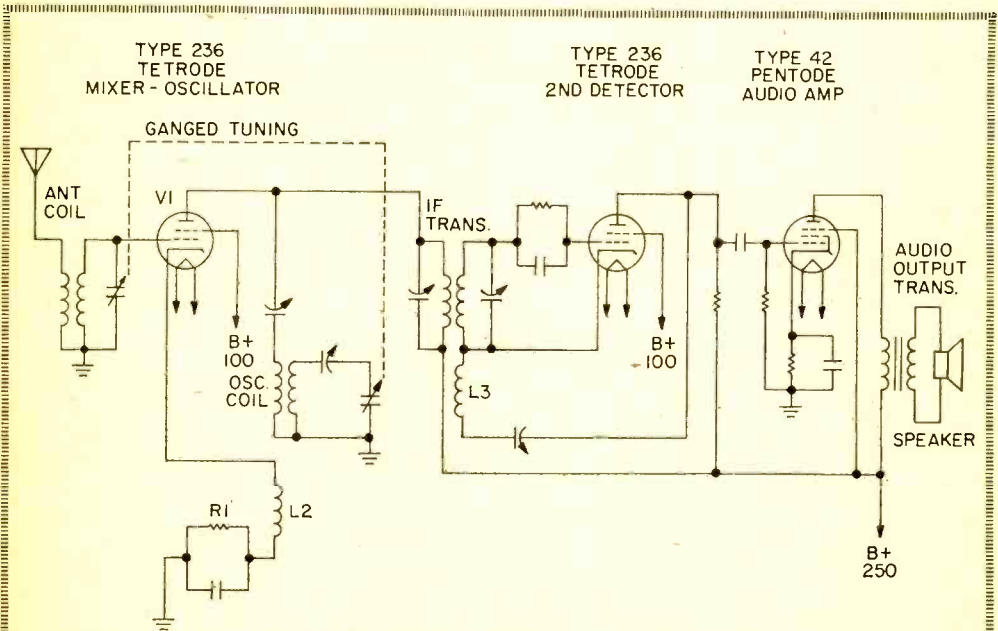 TYPE 236
TETRODE
MIXER - OSCILLATOR
TYPE 236
TETRODE
2ND DETECTOR
TYPE 42
PENTODE
AUDIO AMP
GANGED TUNING
ANT
COIL
V1
IF
TRANS.
B+
100
OSC.
COIL
B+
100
L3
AUDIO
OUTPUT
TRANS.
SPEAKER
R1
L2
B+
250